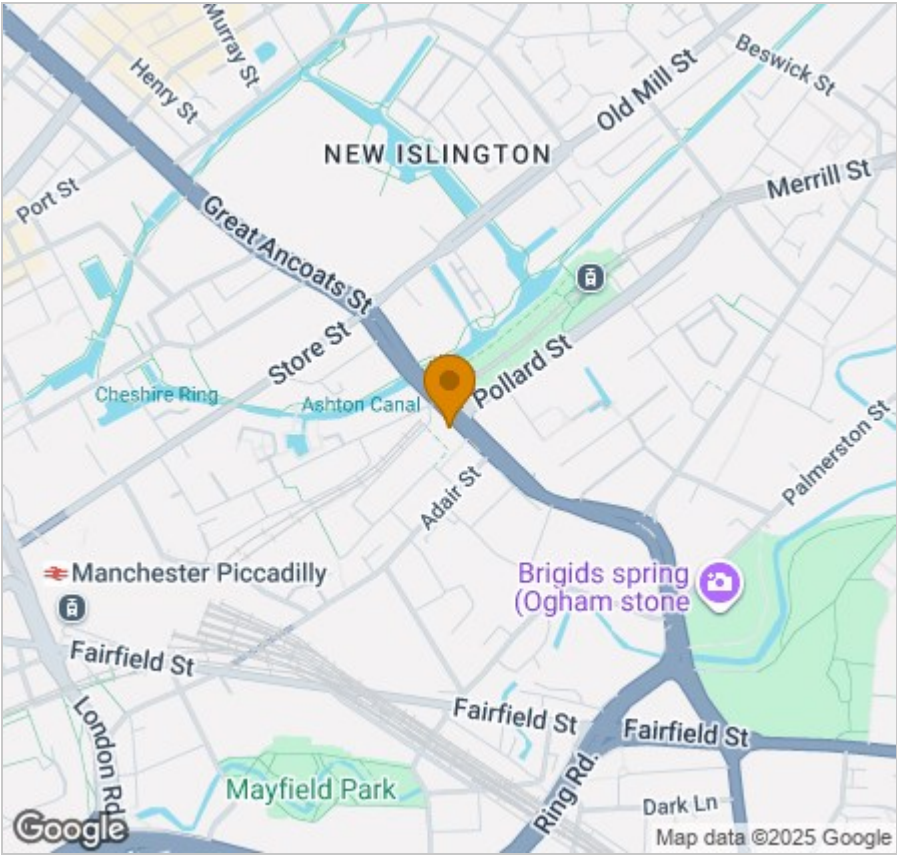 Murray St
Henry St
Beswick St
Old Mill St
NEW ISLINGTON
Merrill St
Port St
Great Ancoats St
Store St
Pollard St
Cheshire Ring
Ashton Canal
Palmerston St
Adair St
Manchester Piccadilly
Brigids spring
(Ogham stone
Fairfield St
Fairfield St
London Rd
Fairfield St
Mayfield Park
Ring Rd.
Dark Ln
Google
Map data ©2025 Google